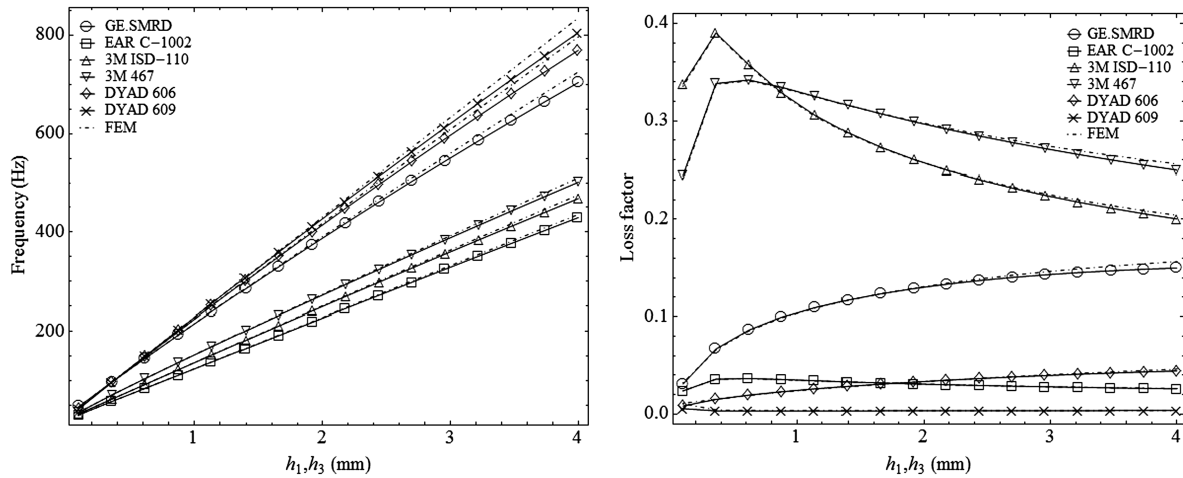 GE.SMRD
EAR C−1002
3M ISD−110
3M 467
DYAD 606
DYAD 609
FEM
800
600
400
200
Frequency (Hz)
1
2
3
4
h₁,h₃ (mm)
GE.SMRD
EAR C−1002
3M ISD−110
3M 467
DYAD 606
DYAD 609
FEM
0.4
0.3
0.2
0.1
0.0
Loss factor
1
2
3
4
h₁,h₃ (mm)